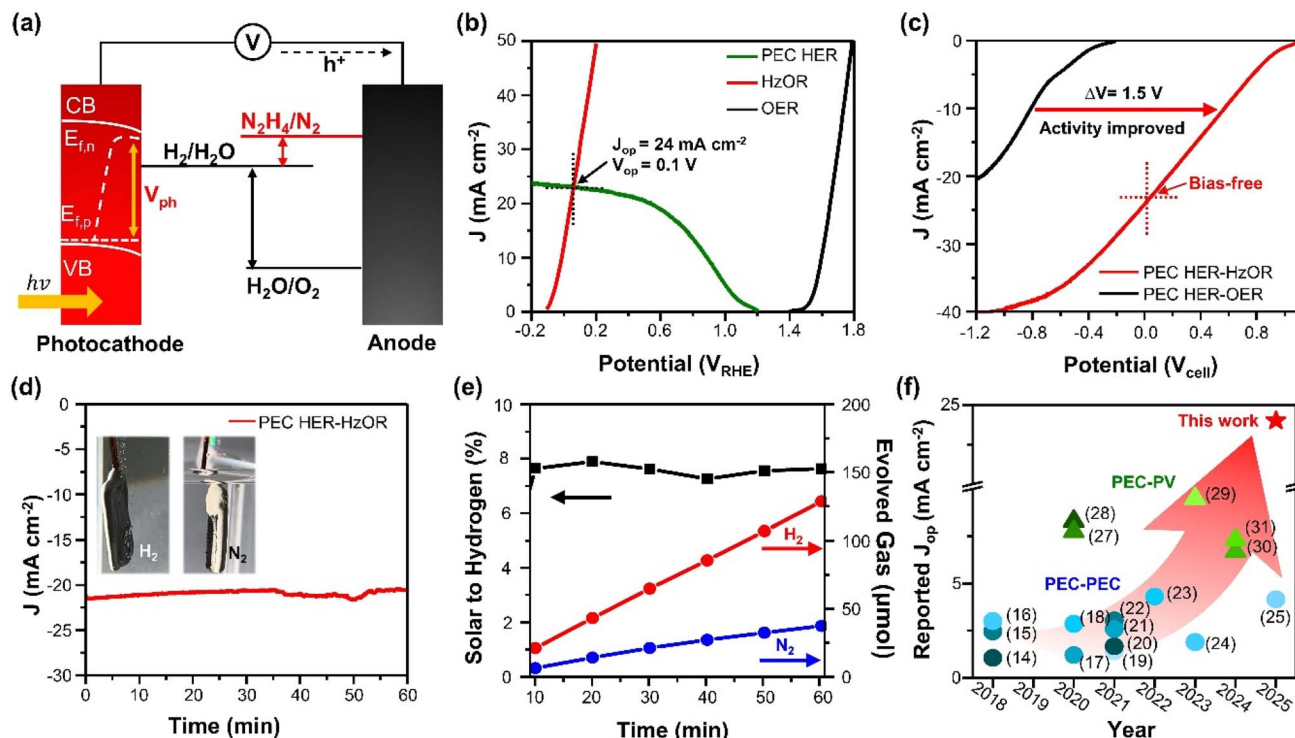 (a)
V
h⁺
CB
E_f,n
H₂/H₂O
N₂H₄/N₂
V_ph
E_f,p
VB
hν
H₂O/O₂
Photocathode
Anode
(b)
50
40
30
20
10
0
J (mA cm⁻²)
PEC HER
HzOR
OER
J_op = 24 mA cm⁻²
V_op = 0.1 V
-0.2 0.2 0.6 1.0 1.4 1.8
Potential (V_RHE)
(c)
0
-10
-20
-30
-40
J (mA cm⁻²)
ΔV= 1.5 V
Activity improved
Bias-free
PEC HER-HzOR
PEC HER-OER
-1.2 -0.8 -0.4 0.0 0.4 0.8
Potential (V_cell)
(d)
0
-5
-10
-15
-20
-25
-30
J (mA cm⁻²)
PEC HER-HzOR
H₂
N₂
0 10 20 30 40 50 60
Time (min)
(e)
10
8
6
4
2
0
Solar to Hydrogen (%)
H₂
N₂
200
150
100
50
0
Evolved Gas (μmol)
10 20 30 40 50 60
Time (min)
(f)
25
5
0
Reported J_op (mA cm⁻²)
This work
PEC-PV
(29)
(28)
(27)
(31)
(30)
PEC-PEC
(16)
(15)
(14)
(18)
(17)
(22)
(21)
(20)
(19)
(23)
(24)
(25)
2018 2019 2020 2021 2022 2023 2024 2025
Year